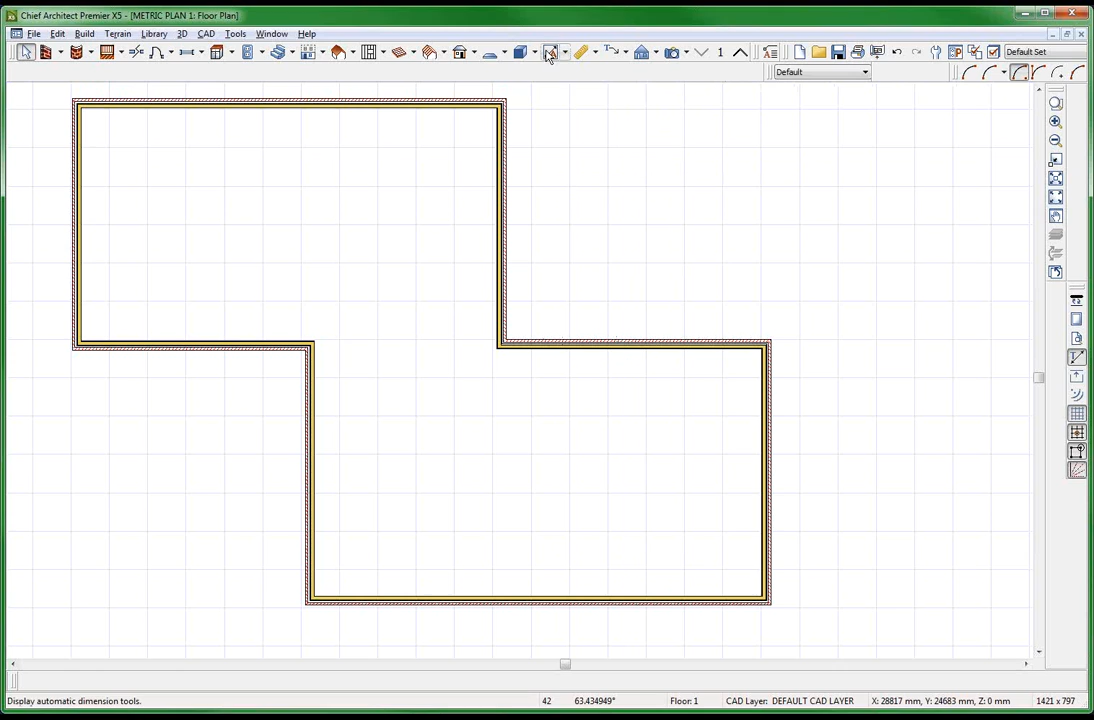 Chief Architect Premier X5 - [METRIC PLAN 1: Floor Plan]
File Edit Build Terrain Library 3D CAD Tools Window Help
1
Default Set
Default
Display automatic dimension tools. 42 63.434949° Floor: 1 CAD Layer: DEFAULT CAD LAYER X: 28817 mm, Y: 24683 mm, Z: 0 mm 1421 x 797